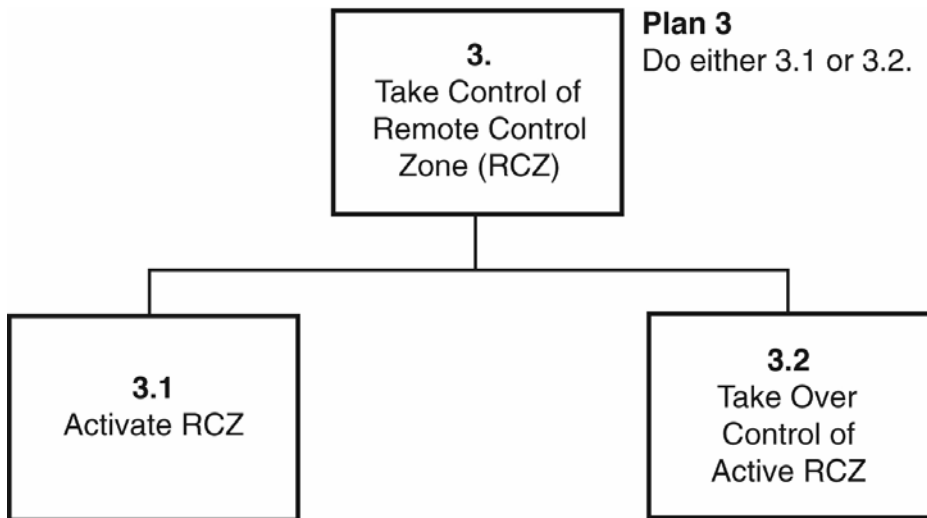 3.
Take Control of
Remote Control
Zone (RCZ)
Plan 3
Do either 3.1 or 3.2.
3.1
Activate RCZ
3.2
Take Over
Control of
Active RCZ